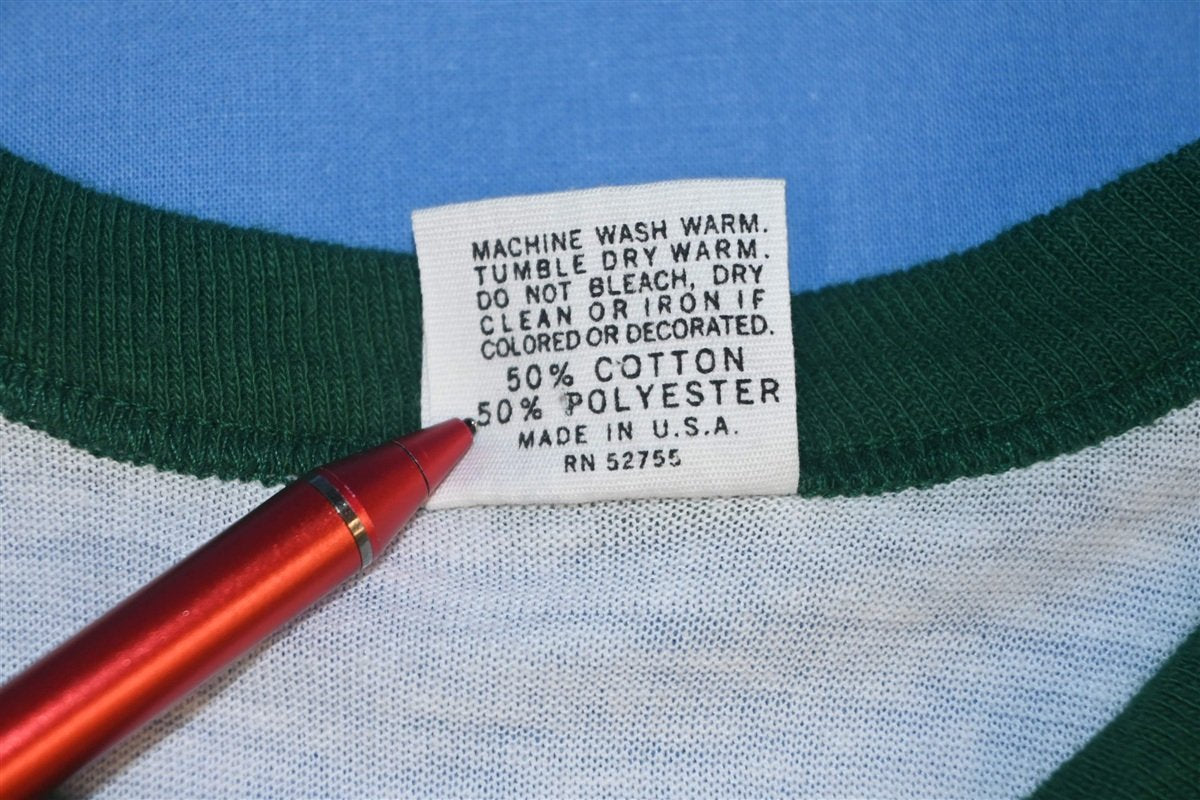 MACHINE WASH WARM.
TUMBLE DRY WARM.
DO NOT BLEACH, DRY
CLEAN OR IRON IF
COLORED OR DECORATED.
50% COTTON
50% POLYESTER
MADE IN U.S.A.
RN 52755